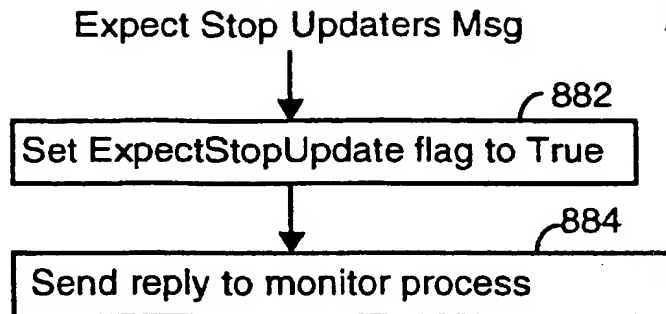 Expect Stop Updaters Msg
882
Set ExpectStopUpdate flag to True
884
Send reply to monitor process